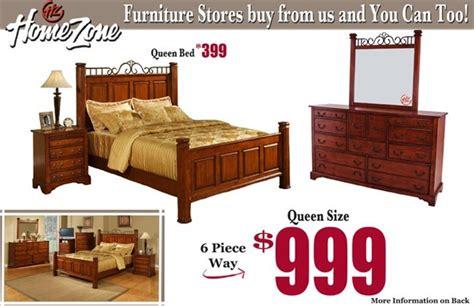 HZ
HomeZone
Furniture Stores buy from us and You Can Too!
Queen Bed $399
Queen Size
6 Piece
Way
$999
More Information on Back